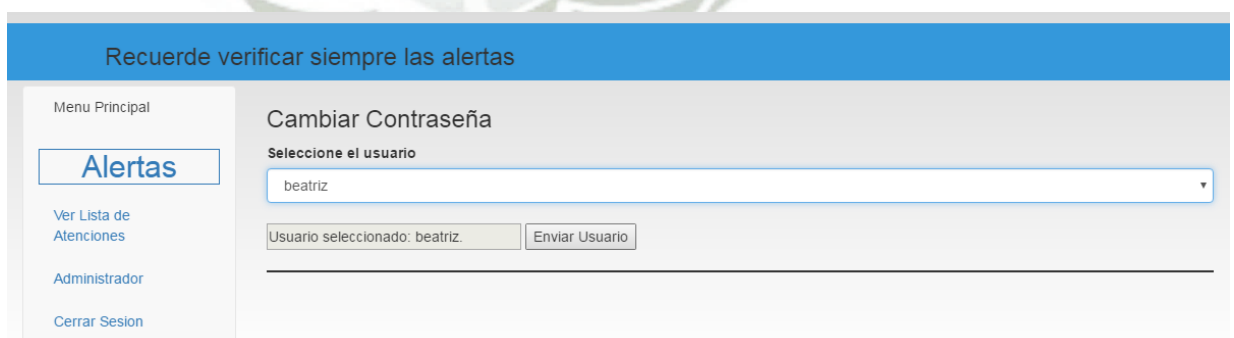 Recuerde verificar siempre las alertas
Menu Principal
Alertas
Ver Lista de
Atenciones
Administrador
Cerrar Sesion
Cambiar Contraseña
Seleccione el usuario
beatriz
Usuario seleccionado: beatriz.
Enviar Usuario